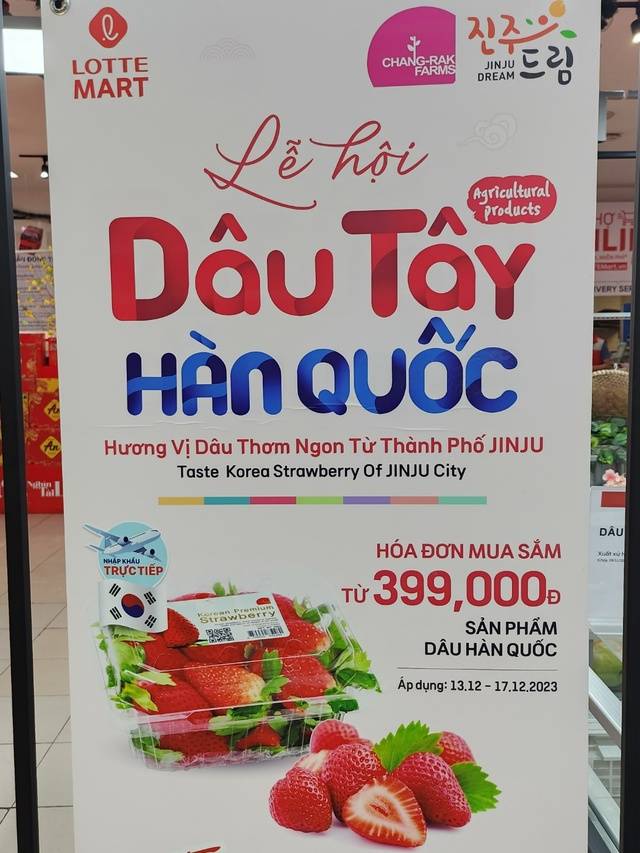 LOTTE
MART
CHANG-RAK
FARMS
진주
JINJU
DREAM
드림
Lễ hội
Agricultural
products
DÂU TÂY
HÀN QUỐC
Hương Vị Dâu Thơm Ngon Từ Thành Phố JINJU
Taste Korea Strawberry Of JINJU City
NHẬP KHẨU
TRỰC TIẾP
Korean Premium
Strawberry
HÓA ĐƠN MUA SẮM
TỪ 399,000Đ
SẢN PHẨM
DÂU HÀN QUỐC
Áp dụng: 13.12 - 17.12.2023
DÂU